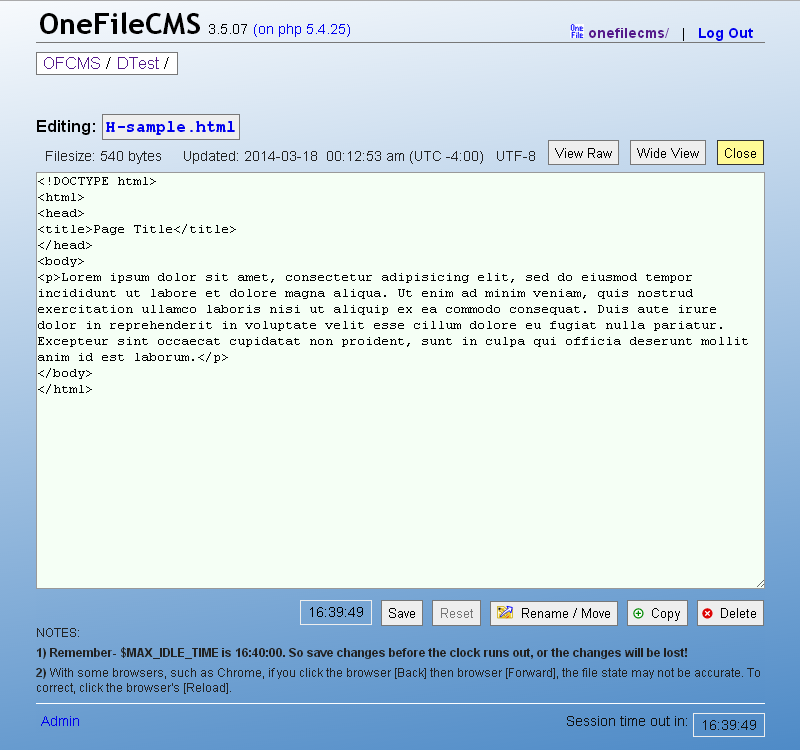 OneFileCMS 3.5.07 (on php 5.4.25) One File onefilecms/ | Log Out
OFCMS / DTest /
Editing: H-sample.html
Filesize: 540 bytes Updated: 2014-03-18 00:12:53 am (UTC -4:00) UTF-8 View Raw Wide View Close
<!DOCTYPE html>
<html>
<head>
<title>Page Title</title>
</head>
<body>
<p>Lorem ipsum dolor sit amet, consectetur adipisicing elit, sed do eiusmod tempor
incididunt ut labore et dolore magna aliqua. Ut enim ad minim veniam, quis nostrud
exercitation ullamco laboris nisi ut aliquip ex ea commodo consequat. Duis aute irure
dolor in reprehenderit in voluptate velit esse cillum dolore eu fugiat nulla pariatur.
Excepteur sint occaecat cupidatat non proident, sunt in culpa qui officia deserunt mollit
anim id est laborum.</p>
</body>
</html>
16:39:49 Save Reset Rename / Move Copy Delete
NOTES:
1) Remember- $MAX_IDLE_TIME is 16:40:00. So save changes before the clock runs out, or the changes will be lost!
2) With some browsers, such as Chrome, if you click the browser [Back] then browser [Forward], the file state may not be accurate. To
correct, click the browser's [Reload].
Admin Session time out in: 16:39:49